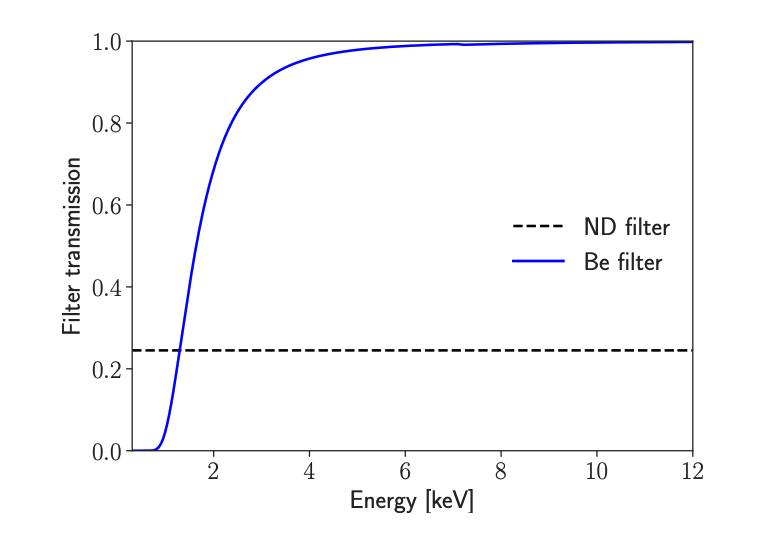 1.0
0.8
0.6
0.4
0.2
0.0
Filter transmission
ND filter
Be filter
2 4 6 8 10 12
Energy [keV]